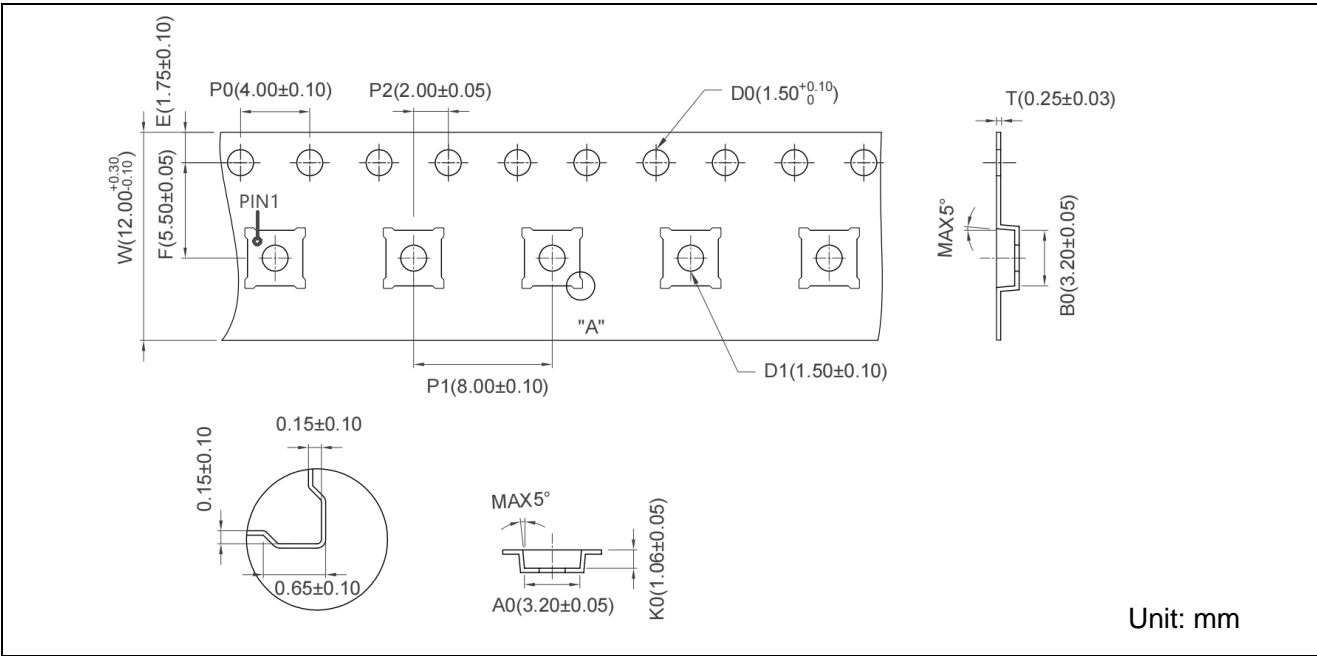 E(1.75±0.10)
P0(4.00±0.10)
P2(2.00±0.05)
D0(1.50+0.10 0)
T(0.25±0.03)
W(12.00+0.30 -0.10)
F(5.50±0.05)
PIN1
MAX5°
B0(3.20±0.05)
"A"
P1(8.00±0.10)
D1(1.50±0.10)
0.15±0.10
0.15±0.10
0.65±0.10
MAX5°
A0(3.20±0.05)
K0(1.06±0.05)
Unit: mm